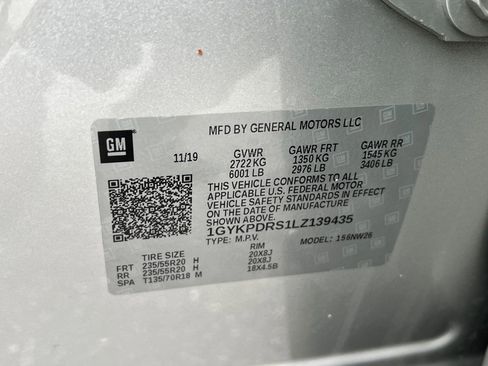 GM
MFD BY GENERAL MOTORS LLC
11/19 GVWR GAWR FRT GAWR RR
2722 KG 1350 KG 1545 KG
6001 LB 2976 LB 3406 LB
THIS VEHICLE CONFORMS TO ALL
APPLICABLE U.S. FEDERAL MOTOR
VEHICLE SAFETY STANDARDS IN EFFECT
ON THE DATE OF MANUFACTURE
SHOWN ABOVE.
1GYKPDRS1LZ139435
TYPE: M.P.V. MODEL: 156NW26
TIRE SIZE RIM
FRT 235/55R20 H 20X8J
RR 235/55R20 H 20X8J
SPA T135/70R18 M 18X4.5B